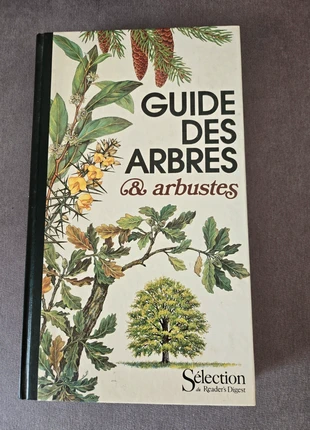 GUIDE
DES
ARBRES
& arbustes
Sélection
du Reader's Digest